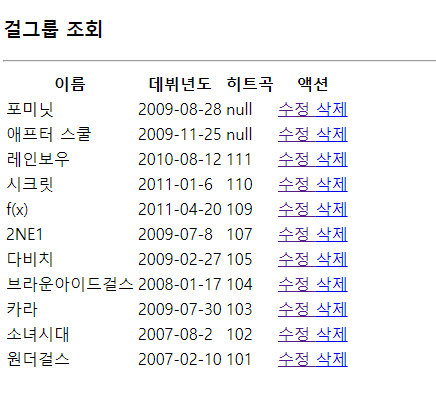 걸그룹 조회
이름 데뷔년도 히트곡 액션
포미닛 2009-08-28 null 수정 삭제
애프터 스쿨 2009-11-25 null 수정 삭제
레인보우 2010-08-12 111 수정 삭제
시크릿 2011-01-6 110 수정 삭제
f(x) 2011-04-20 109 수정 삭제
2NE1 2009-07-8 107 수정 삭제
다비치 2009-02-27 105 수정 삭제
브라운아이드걸스 2008-01-17 104 수정 삭제
카라 2009-07-30 103 수정 삭제
소녀시대 2007-08-2 102 수정 삭제
원더걸스 2007-02-10 101 수정 삭제